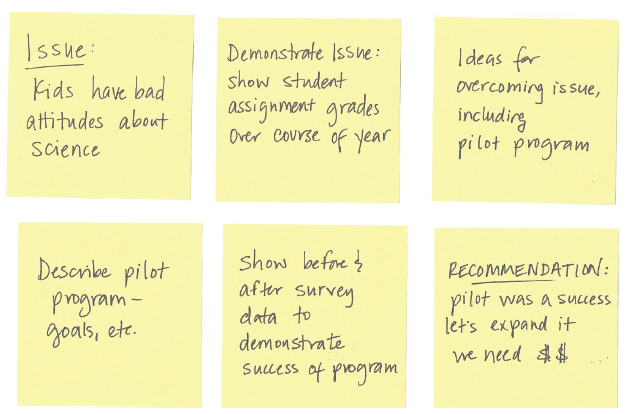 Issue:
Kids have bad
attitudes about
science
Demonstrate Issue:
show student
assignment grades
over course of year
Ideas for
overcoming issue,
including
pilot program
Describe pilot
program -
goals, etc.
Show before &
after survey
data to
demonstrate
success of program
RECOMMENDATION:
pilot was a success
let's expand it
we need $$